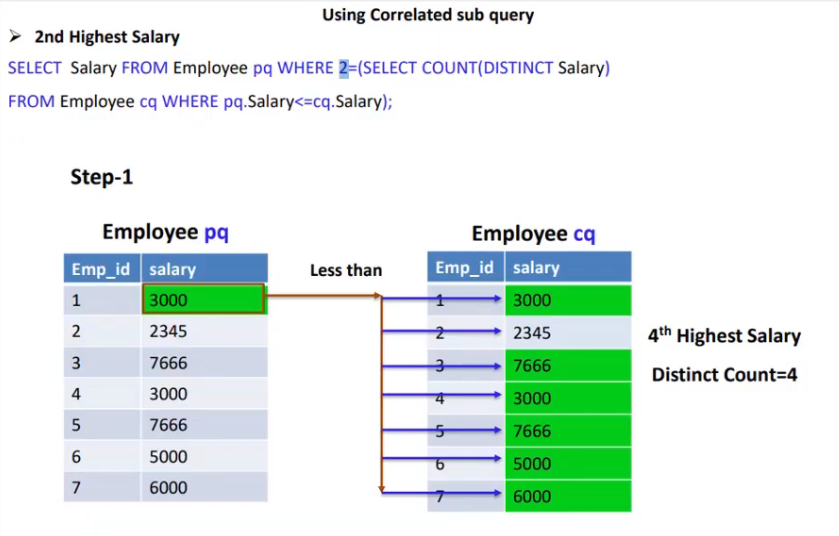 Using Correlated sub query
➢ 2nd Highest Salary
SELECT Salary FROM Employee pq WHERE 2=(SELECT COUNT(DISTINCT Salary)
FROM Employee cq WHERE pq.Salary<=cq.Salary);
Step-1
Employee pq
Emp_id salary
1 3000
2 2345
3 7666
4 3000
5 7666
6 5000
7 6000
Less than
Employee cq
Emp_id salary
1 3000
2 2345
3 7666
4 3000
5 7666
6 5000
7 6000
4th Highest Salary
Distinct Count=4